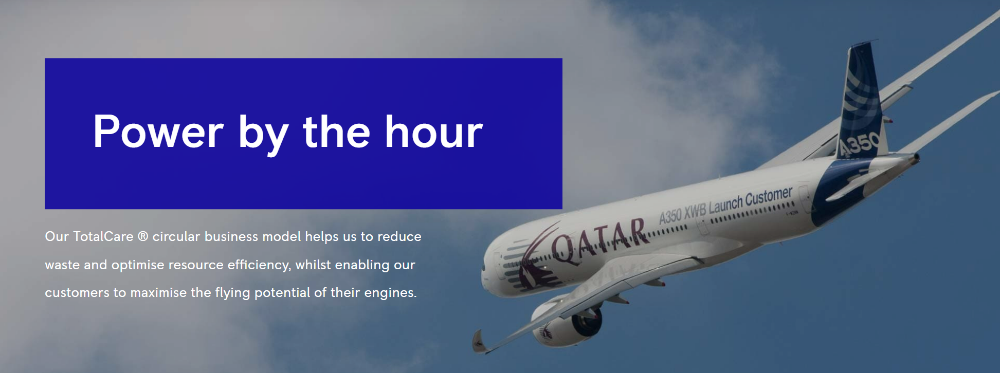 Power by the hour
Our TotalCare ® circular business model helps us to reduce
waste and optimise resource efficiency, whilst enabling our
customers to maximise the flying potential of their engines.
A350
A350 XWB Launch Customer
QATAR